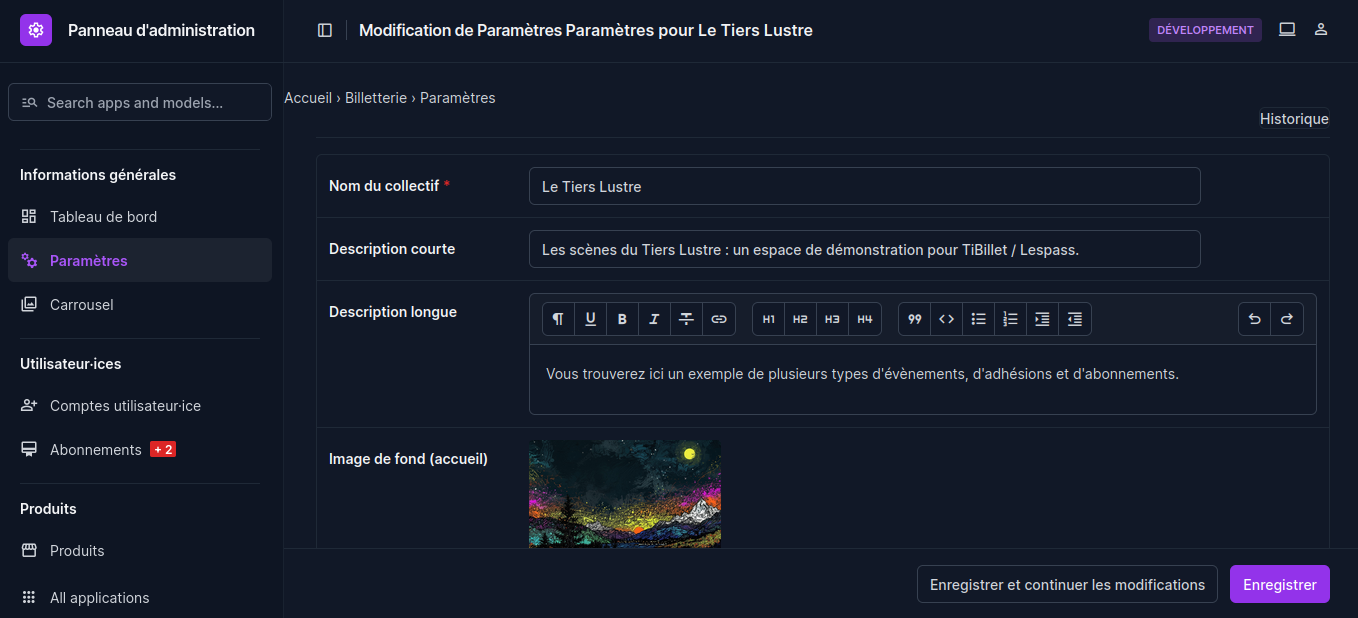 Panneau d'administration
Modification de Paramètres Paramètres pour Le Tiers Lustre
DÉVELOPPEMENT
Search apps and models...
Accueil › Billetterie › Paramètres
Historique
Informations générales
Tableau de bord
Paramètres
Carrousel
Utilisateur·ices
Comptes utilisateur·ice
Abonnements + 2
Produits
Produits
All applications
Nom du collectif *
Le Tiers Lustre
Description courte
Les scènes du Tiers Lustre : un espace de démonstration pour TiBillet / Lespass.
Description longue
¶ U B I T H1 H2 H3 H4 99 <>
Vous trouverez ici un exemple de plusieurs types d'évènements, d'adhésions et d'abonnements.
Image de fond (accueil)
Enregistrer et continuer les modifications
Enregistrer